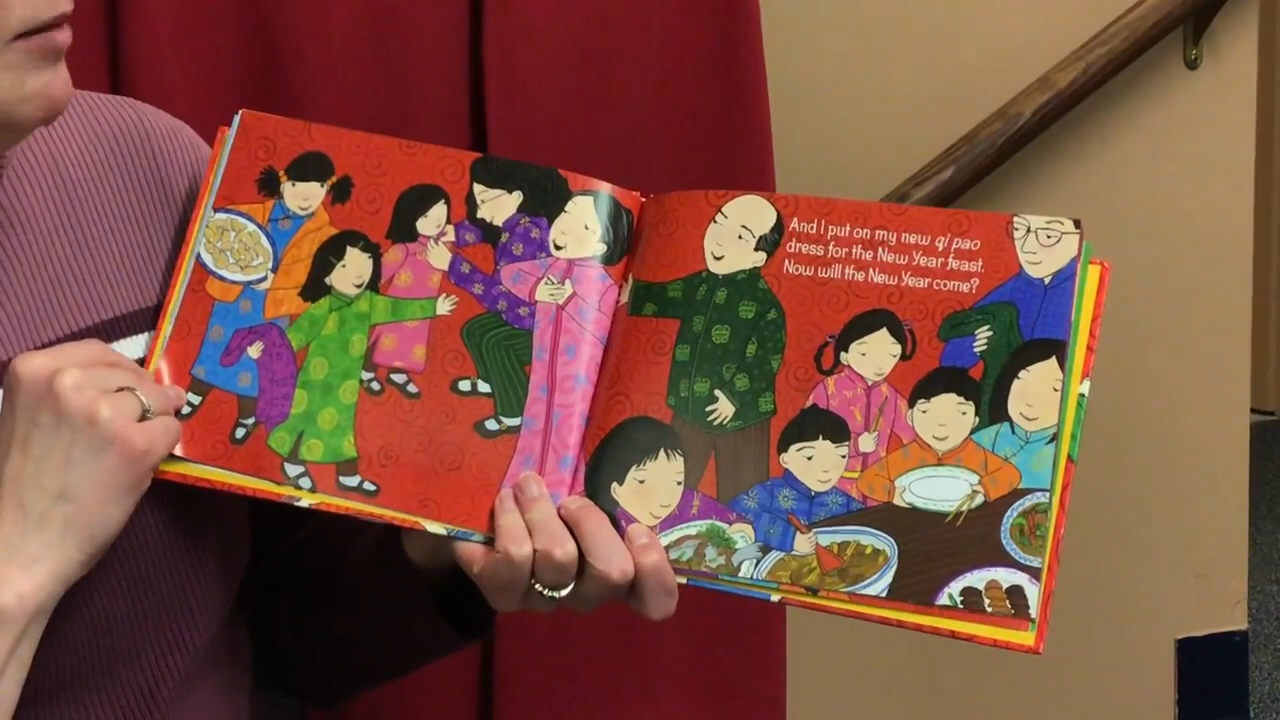 And I put on my new qi pao
dress for the New Year feast.
Now will the New Year come?